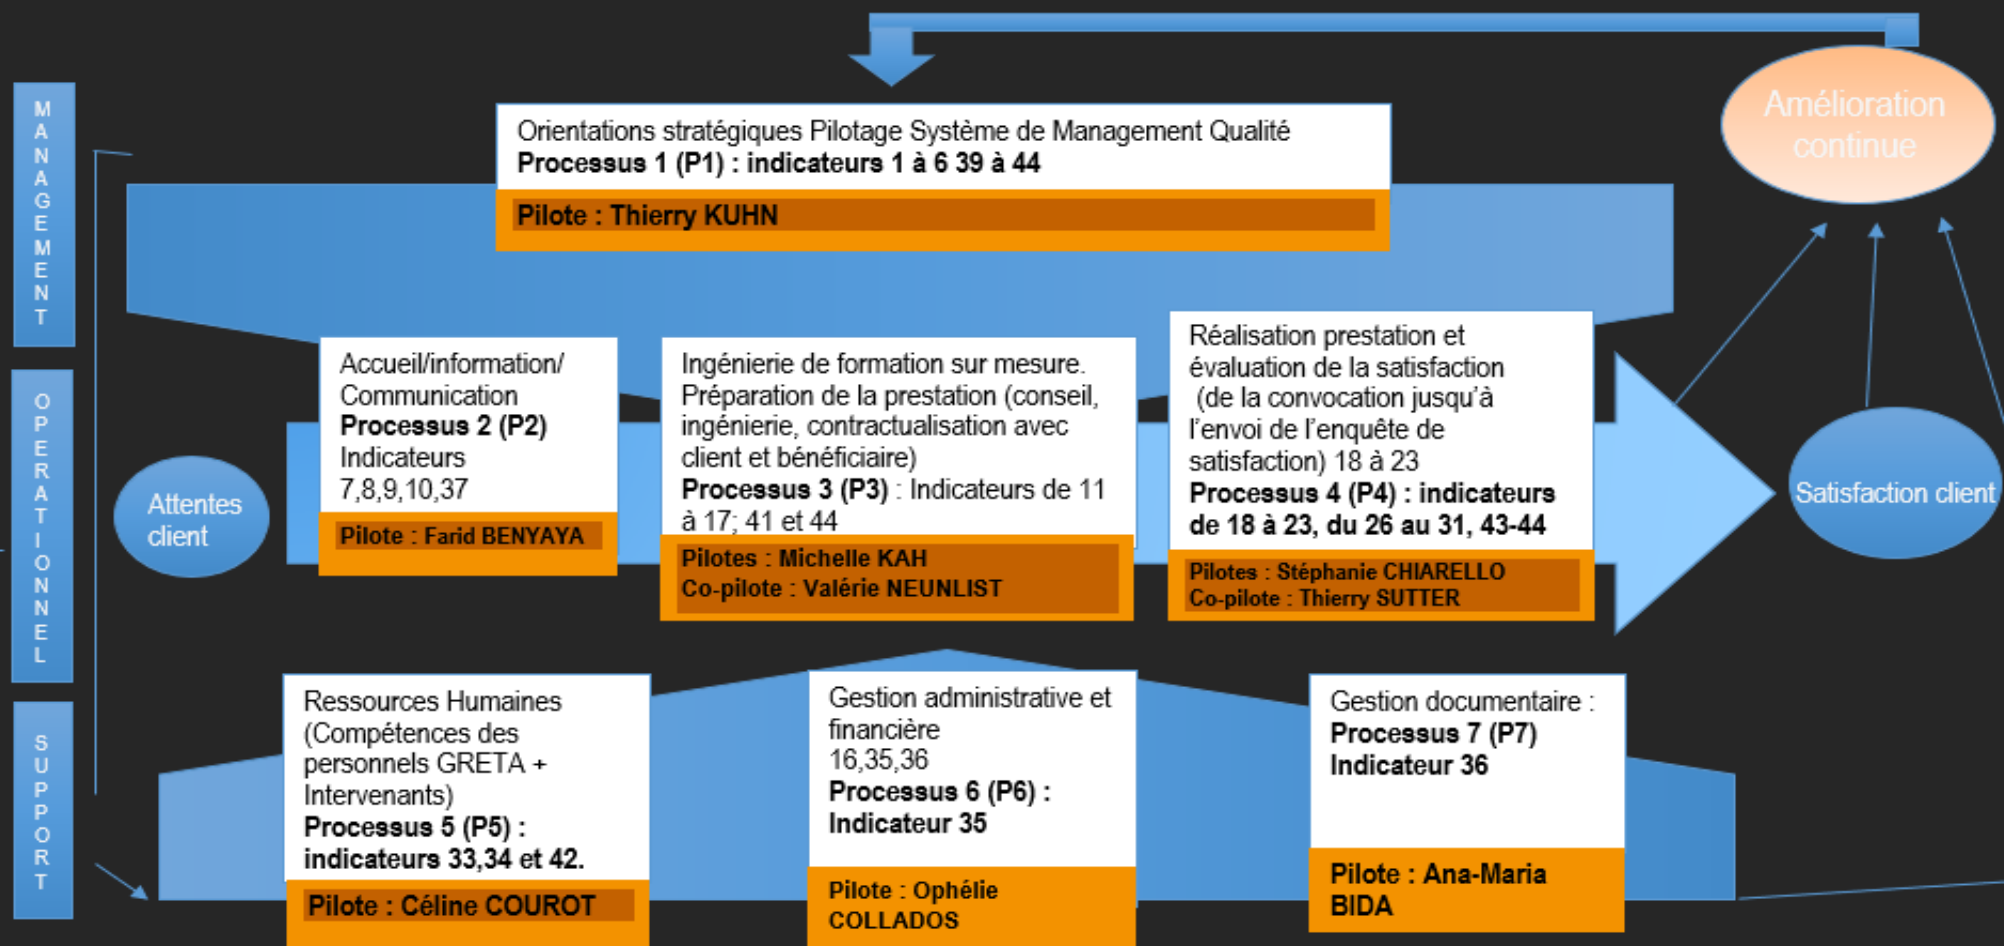 MANAGEMENT
Orientations stratégiques Pilotage Système de Management Qualité
Processus 1 (P1) : indicateurs 1 à 6 39 à 44
Pilote : Thierry KUHN
Amélioration
continue
OPERATIONNEL
Attentes
client
Accueil/information/
Communication
Processus 2 (P2)
Indicateurs
7,8,9,10,37
Pilote : Farid BENYAYA
Ingénierie de formation sur mesure.
Préparation de la prestation (conseil,
ingénierie, contractualisation avec
client et bénéficiaire)
Processus 3 (P3) : Indicateurs de 11
à 17; 41 et 44
Pilotes : Michelle KAH
Co-pilote : Valérie NEUNLIST
Réalisation prestation et
évaluation de la satisfaction
(de la convocation jusqu’à
l’envoi de l’enquête de
satisfaction) 18 à 23
Processus 4 (P4) : indicateurs
de 18 à 23, du 26 au 31, 43-44
Pilotes : Stéphanie CHIARELLO
Co-pilote : Thierry SUTTER
Satisfaction client
SUPPORT
Ressources Humaines
(Compétences des
personnels GRETA +
Intervenants)
Processus 5 (P5) :
indicateurs 33,34 et 42.
Pilote : Céline COUROT
Gestion administrative et
financière
16,35,36
Processus 6 (P6) :
Indicateur 35
Pilote : Ophélie
COLLADOS
Gestion documentaire :
Processus 7 (P7)
Indicateur 36
Pilote : Ana-Maria
BIDA